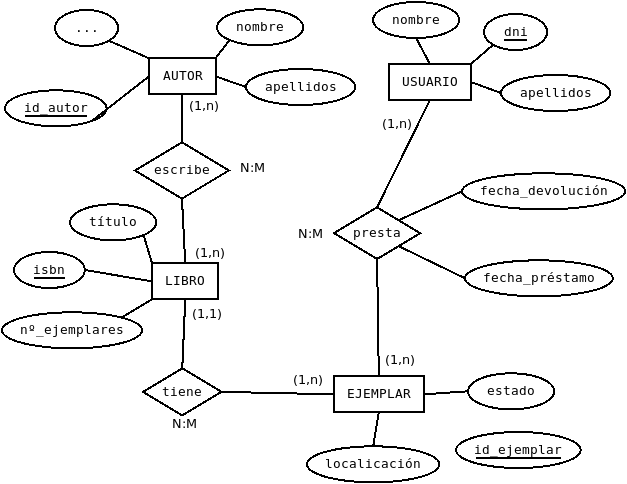 ...
nombre
AUTOR
id_autor
apellidos
(1,n)
escribe
N:M
título
(1,n)
isbn
LIBRO
nº_ejemplares
(1,1)
tiene
N:M
(1,n)
nombre
dni
USUARIO
apellidos
(1,n)
fecha_devolución
N:M
presta
fecha_préstamo
(1,n)
EJEMPLAR
estado
id_ejemplar
localicación